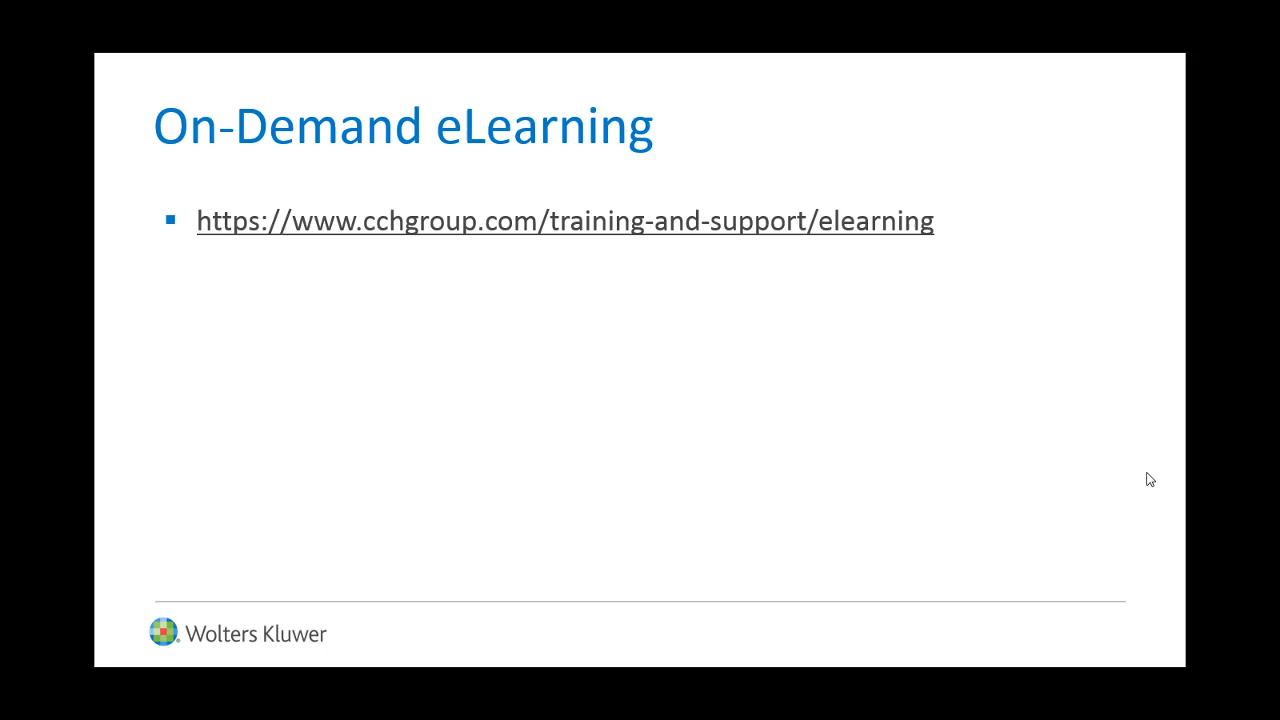 On-Demand eLearning
https://www.cchgroup.com/training-and-support/elearning
Wolters Kluwer